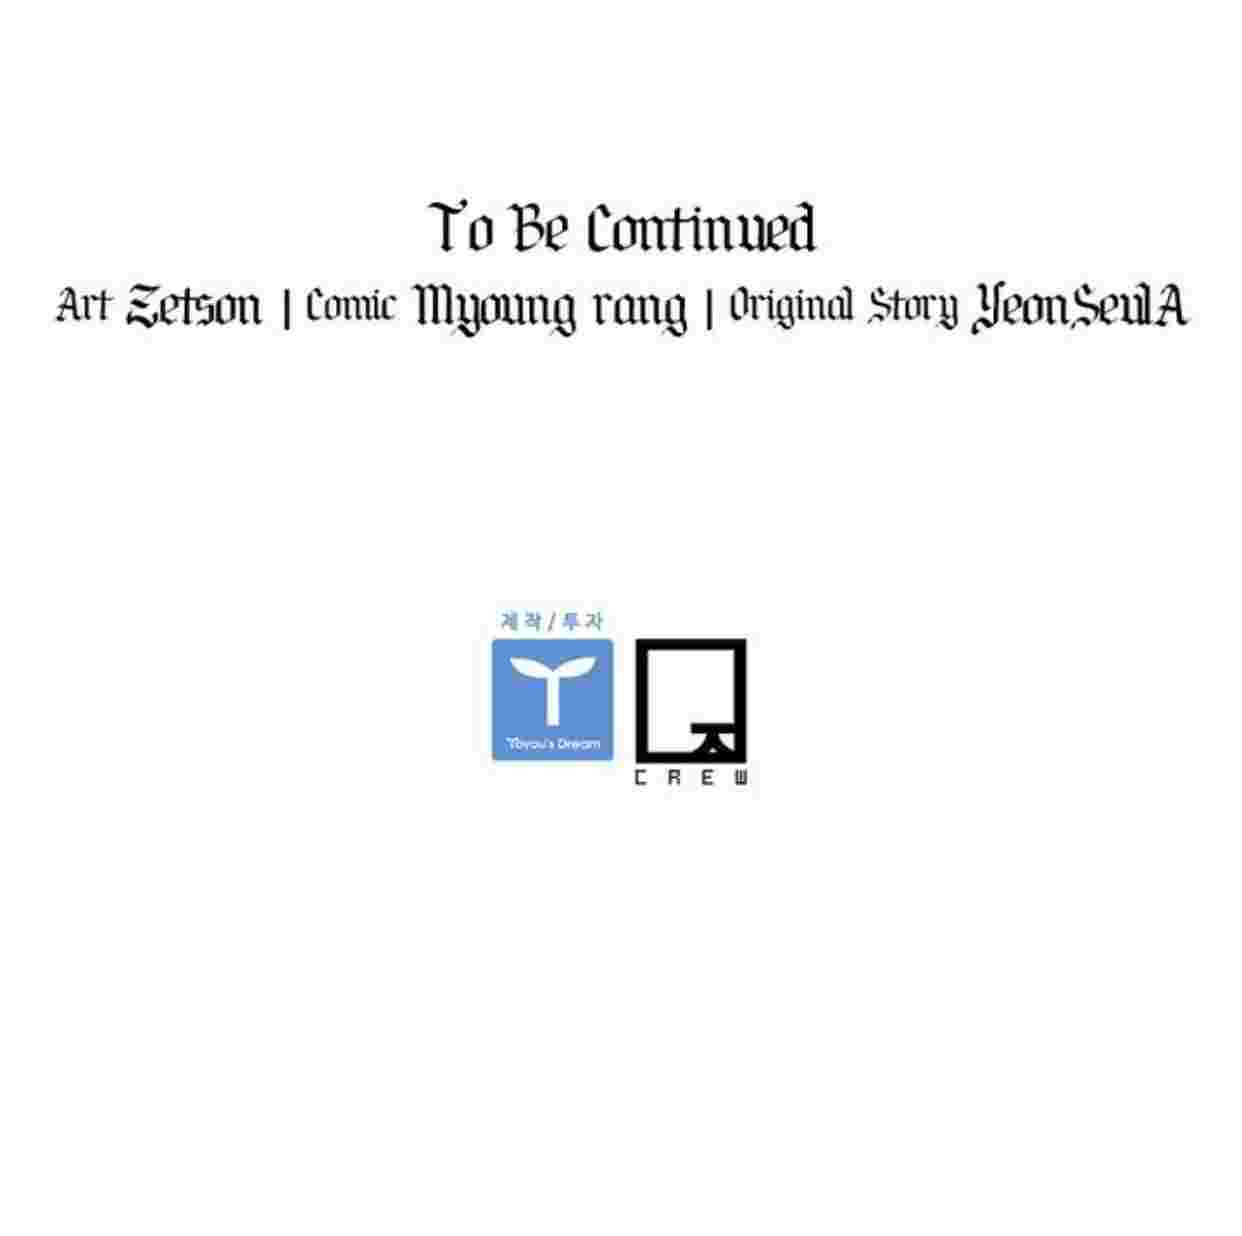 To Be Continued
Art Zetson | Comic Myoung rang | Original Story YeonSeulA
제작/투자
Toyou's Dream
CREW